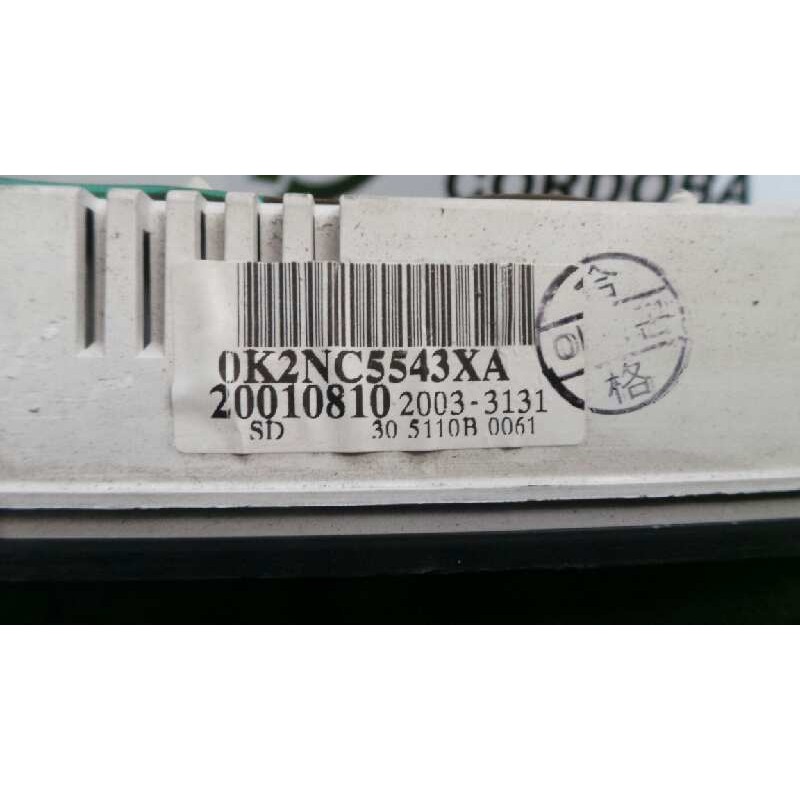 CORDOBA
0K2NC5543XA
20010810 2003-3131
SD 30 5110B 0061
合
格